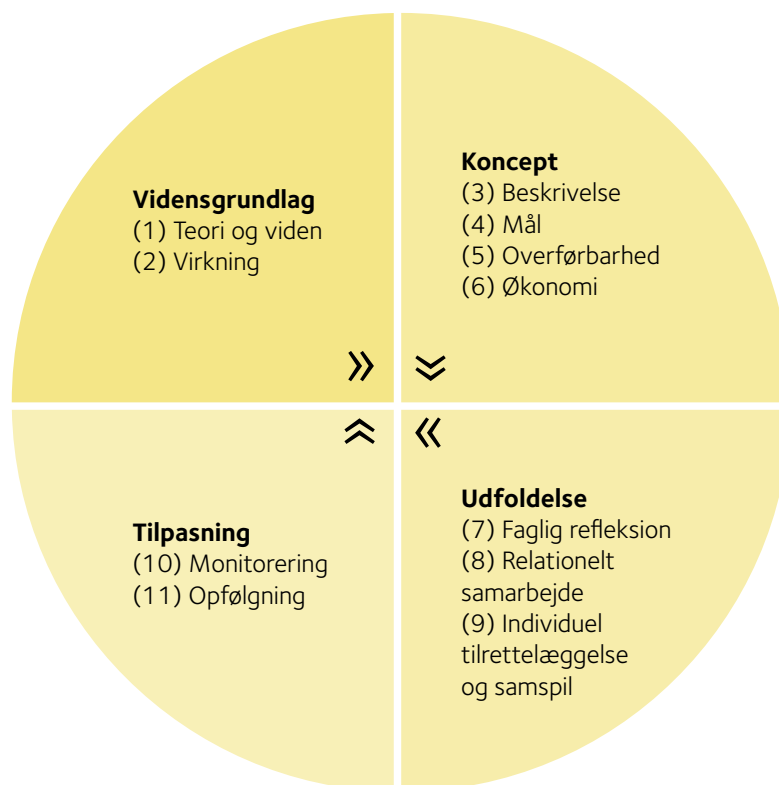 Vidensgrundlag
(1) Teori og viden
(2) Virkning
Koncept
(3) Beskrivelse
(4) Mål
(5) Overførbarhed
(6) Økonomi
Udfoldelse
(7) Faglig refleksion
(8) Relationelt
samarbejde
(9) Individuel
tilrettelæggelse
og samspil
Tilpasning
(10) Monitorering
(11) Opfølgning